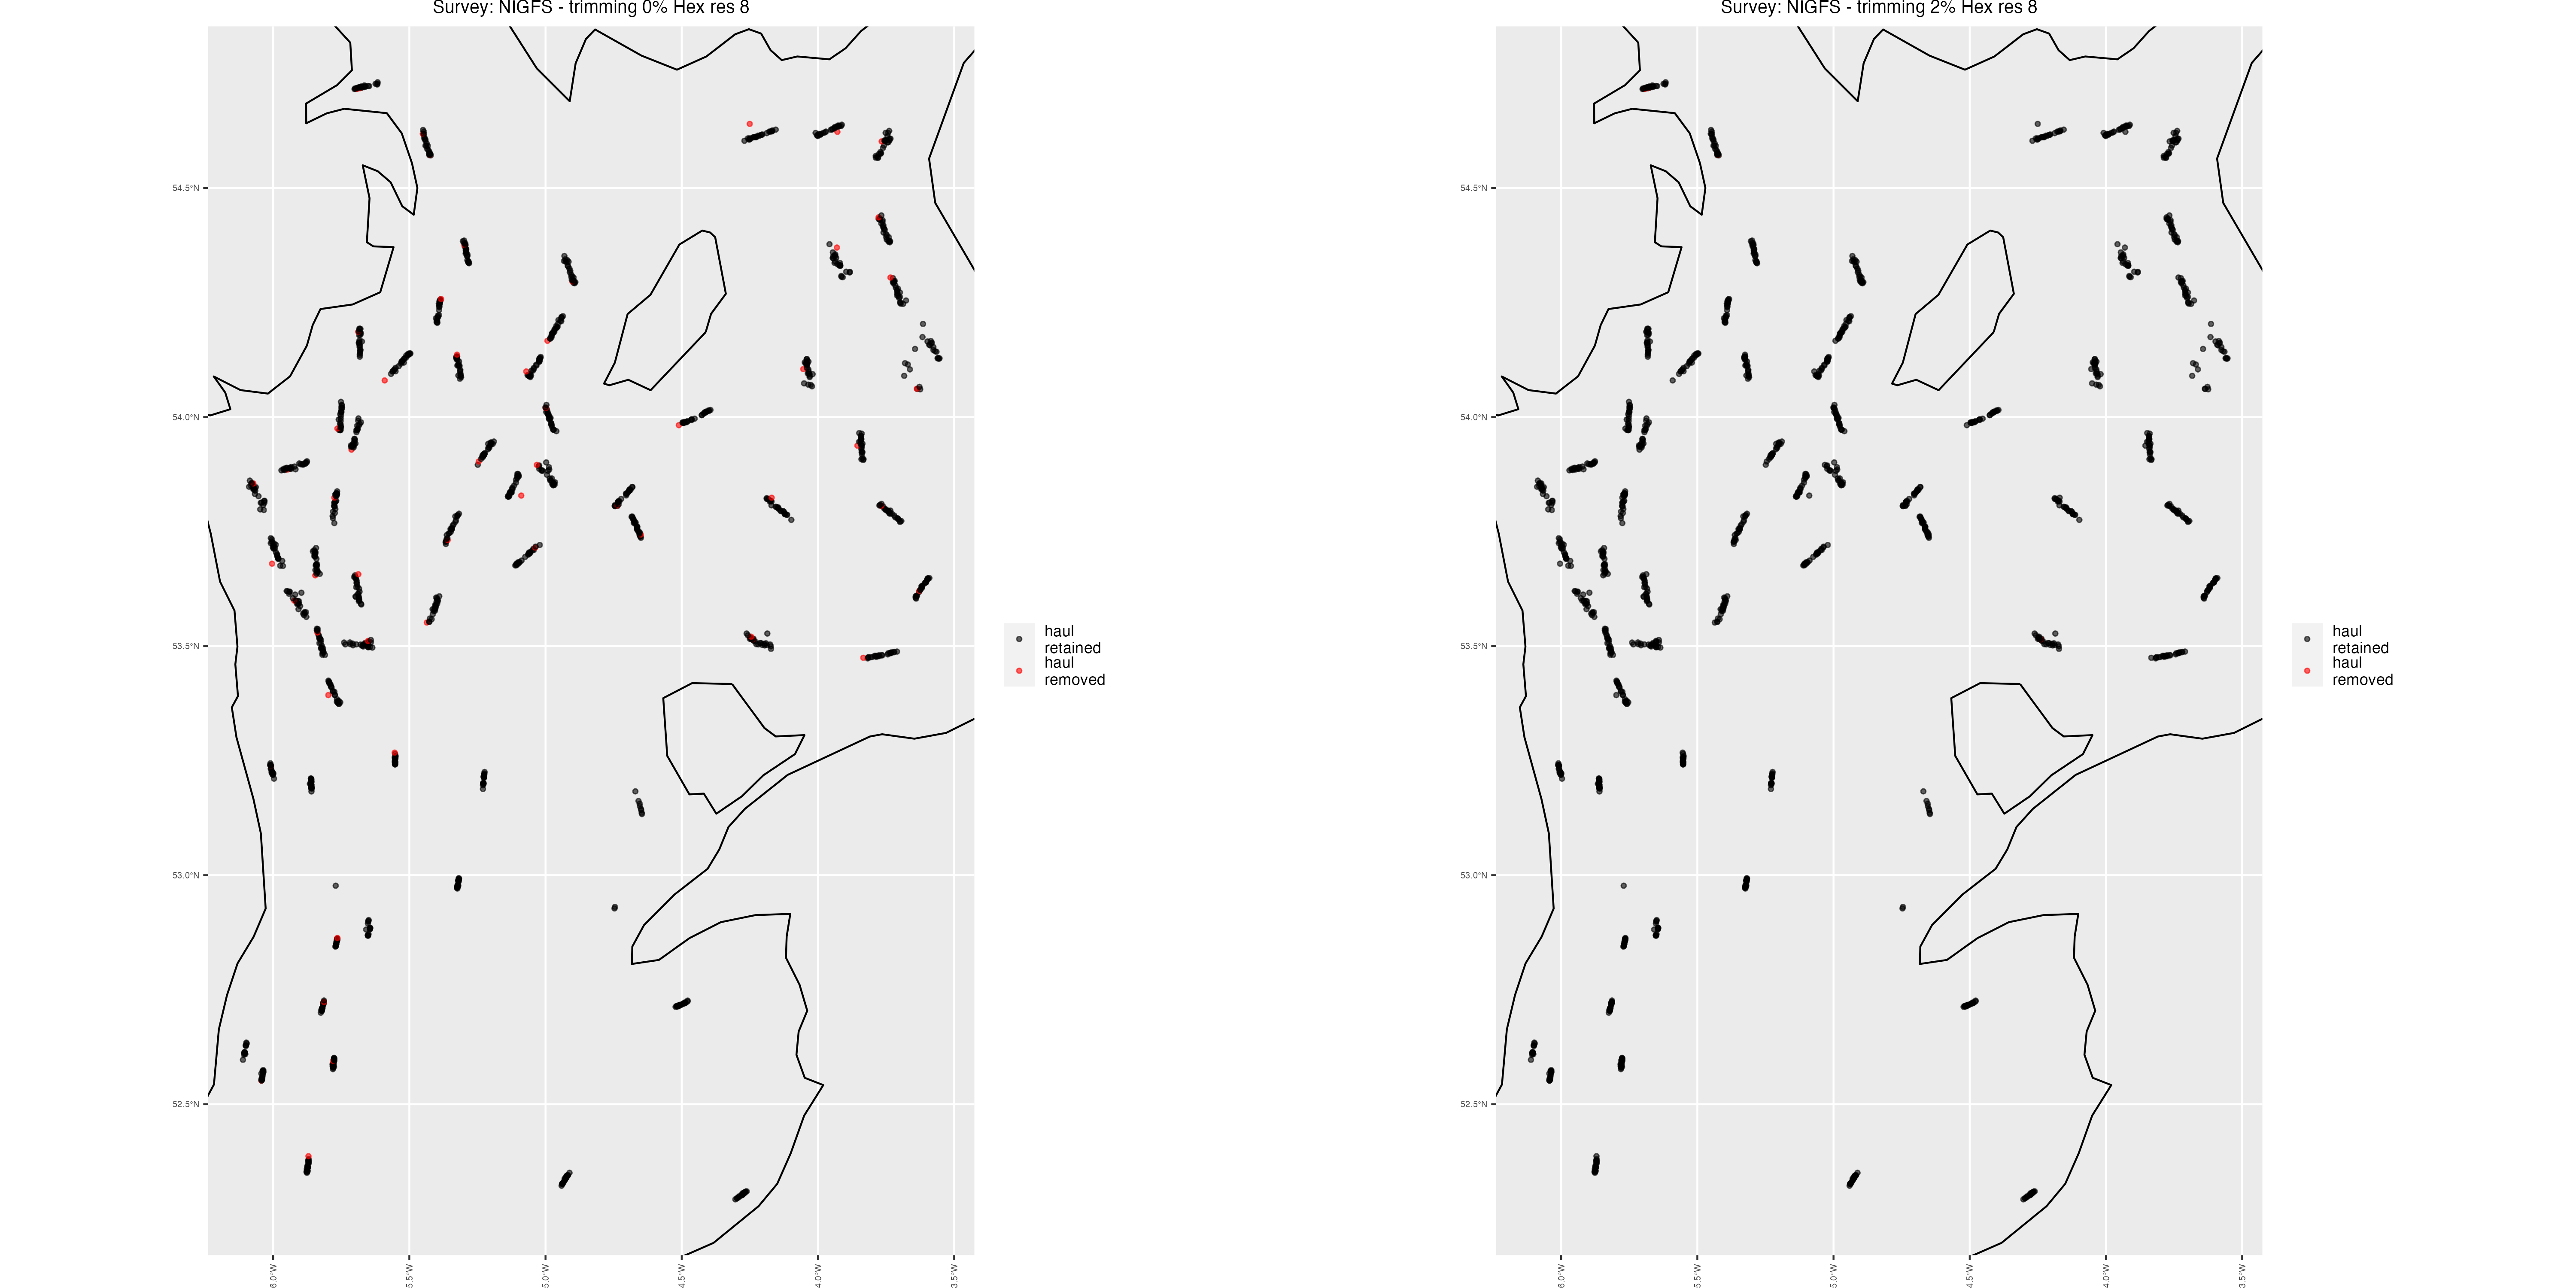 Survey: NIGFS - trimming 0% Hex res 8
54.5°N
54.0°N
53.5°N
53.0°N
52.5°N
6.0°W
5.5°W
5.0°W
4.5°W
4.0°W
3.5°W
haul
retained
haul
removed
Survey: NIGFS - trimming 2% Hex res 8
54.5°N
54.0°N
53.5°N
53.0°N
52.5°N
6.0°W
5.5°W
5.0°W
4.5°W
4.0°W
3.5°W
haul
retained
haul
removed